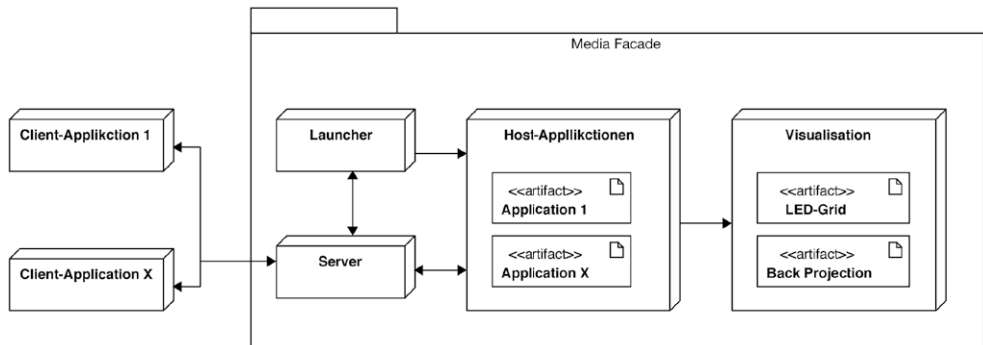 Media Facade
Client-Applikction 1
Launcher
Host-Appllikctionen
Visualisation
<<artifact>>
Application 1
<<artifact>>
LED-Grid
Client-Application X
Server
<<artifact>>
Application X
<<artifact>>
Back Projection